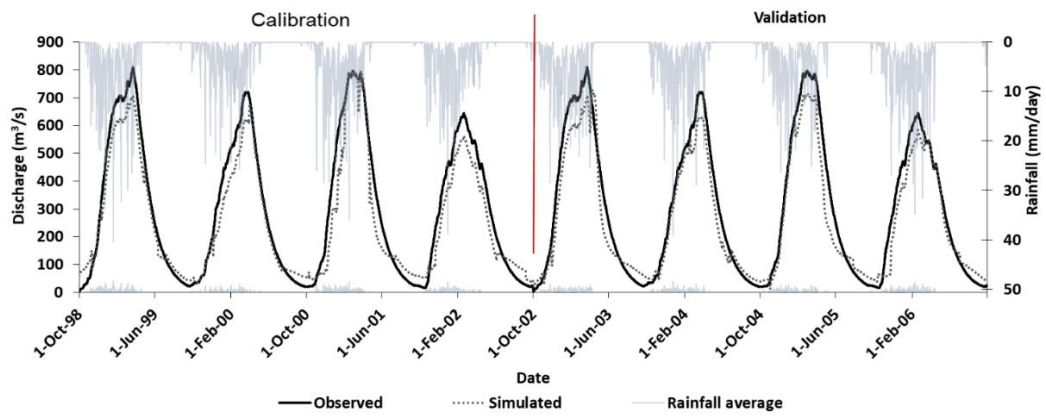 Calibration
Validation
900
800
700
600
500
400
300
200
100
0
Discharge (m³/s)
0
10
20
30
40
50
Rainfall (mm/day)
1-Oct-98
1-Jun-99
1-Feb-00
1-Oct-00
1-Jun-01
1-Feb-02
1-Oct-02
1-Jun-03
1-Feb-04
1-Oct-04
1-Jun-05
1-Feb-06
Date
Observed
Simulated
Rainfall average